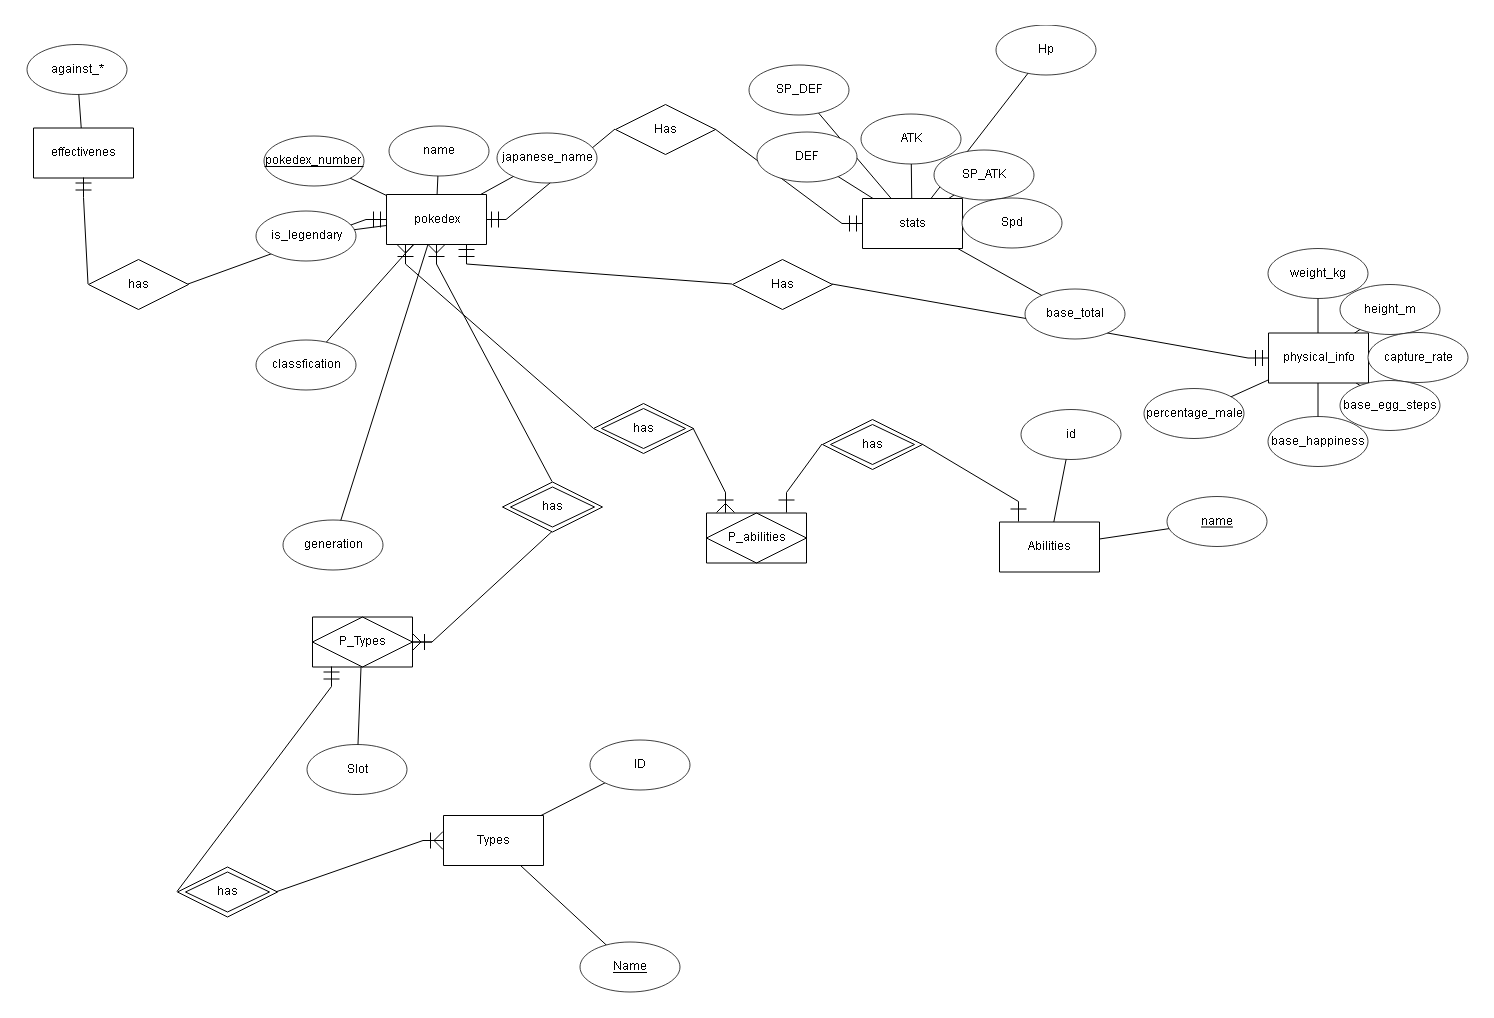 Hp
against_*
SP_DEF
ATK
effectivenes
pokedex_number
name
japanese_name
Has
DEF
SP_ATK
is_legendary
pokedex
stats
Spd
has
Has
weight_kg
base_total
height_m
classfication
physical_info
capture_rate
percentage_male
base_egg_steps
has
has
id
base_happiness
has
name
generation
P_abilities
Abilities
P_Types
Slot
ID
Types
has
Name